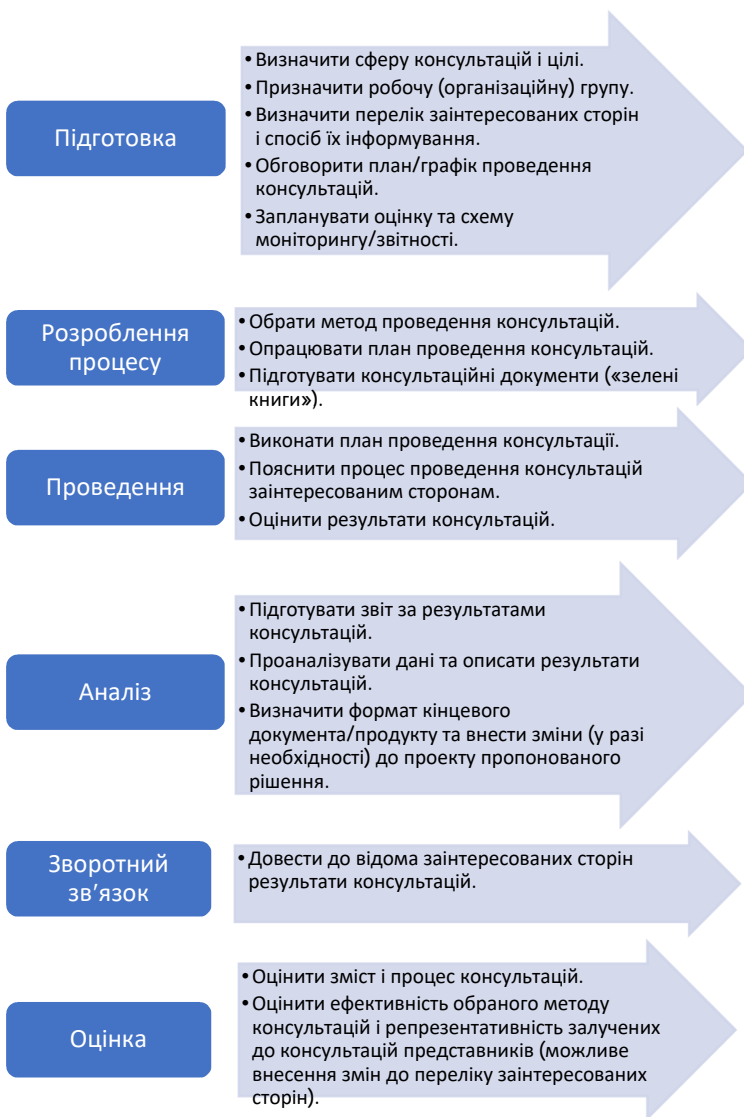 Підготовка
• Визначити сферу консультацій і цілі.
• Призначити робочу (організаційну) групу.
• Визначити перелік заінтересованих сторін
і спосіб їх інформування.
• Обговорити план/графік проведення
консультацій.
• Запланувати оцінку та схему
моніторингу/звітності.
Розроблення
процесу
• Обрати метод проведення консультацій.
• Опрацювати план проведення консультацій.
• Підготувати консультаційні документи («зелені
книги»).
Проведення
• Виконати план проведення консультації.
• Пояснити процес проведення консультацій
заінтересованим сторонам.
• Оцінити результати консультацій.
Аналіз
• Підготувати звіт за результатами
консультацій.
• Проаналізувати дані та описати результати
консультацій.
• Визначити формат кінцевого
документа/продукту та внести зміни (у разі
необхідності) до проекту пропонованого
рішення.
Зворотний
зв’язок
• Довести до відома заінтересованих сторін
результати консультацій.
Оцінка
• Оцінити зміст і процес консультацій.
• Оцінити ефективність обраного методу
консультацій і репрезентативність залучених
до консультацій представників (можливе
внесення змін до переліку заінтересованих
сторін).